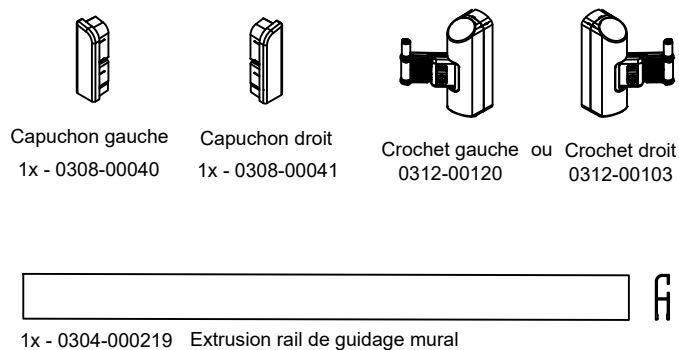 Capuchon gauche
1x - 0308-00040
Capuchon droit
1x - 0308-00041
Crochet gauche ou Crochet droit
0312-00120
0312-00103
1x - 0304-000219 Extrusion rail de guidage mural